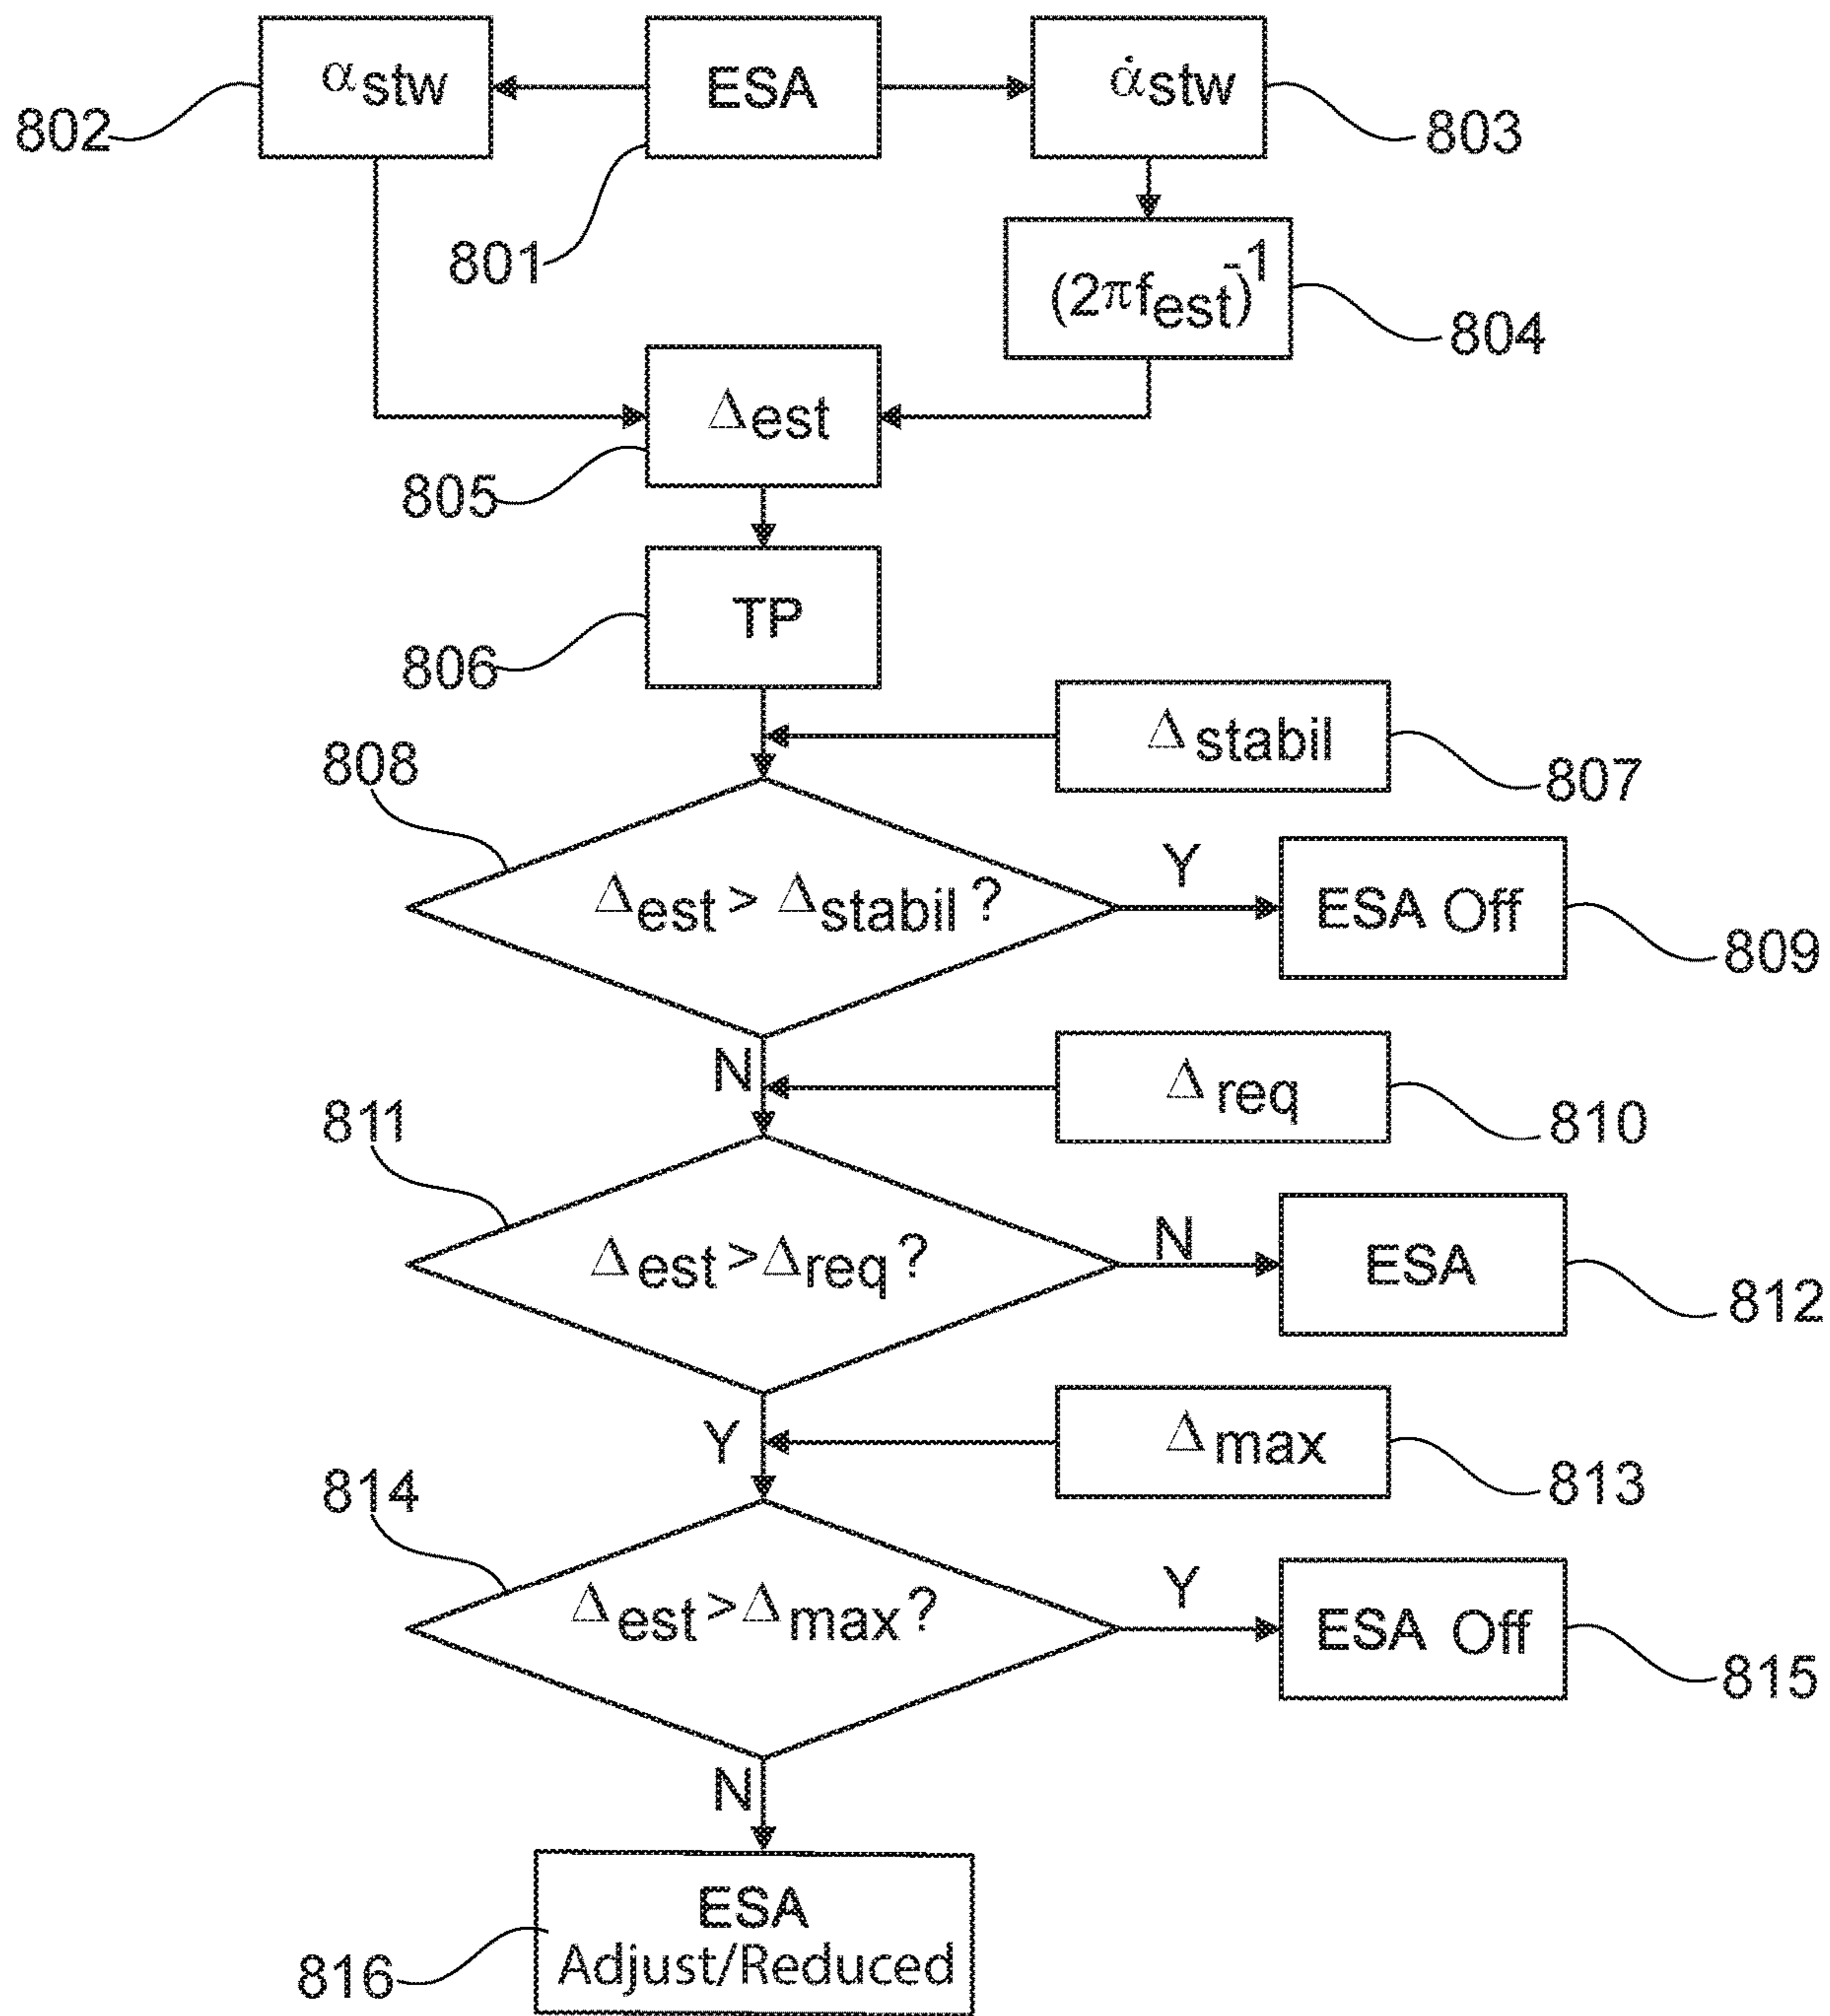 αstw
ESA
α̇stw
802
803
801
(2πfest)-1
804
Δest
805
TP
806
Δstabil
807
808
Δest > Δstabil ?
Y
ESA Off
809
N
Δreq
810
811
Δest > Δreq ?
N
ESA
812
Y
Δmax
813
814
Δest > Δmax ?
Y
ESA Off
815
N
ESA
Adjust/Reduced
816